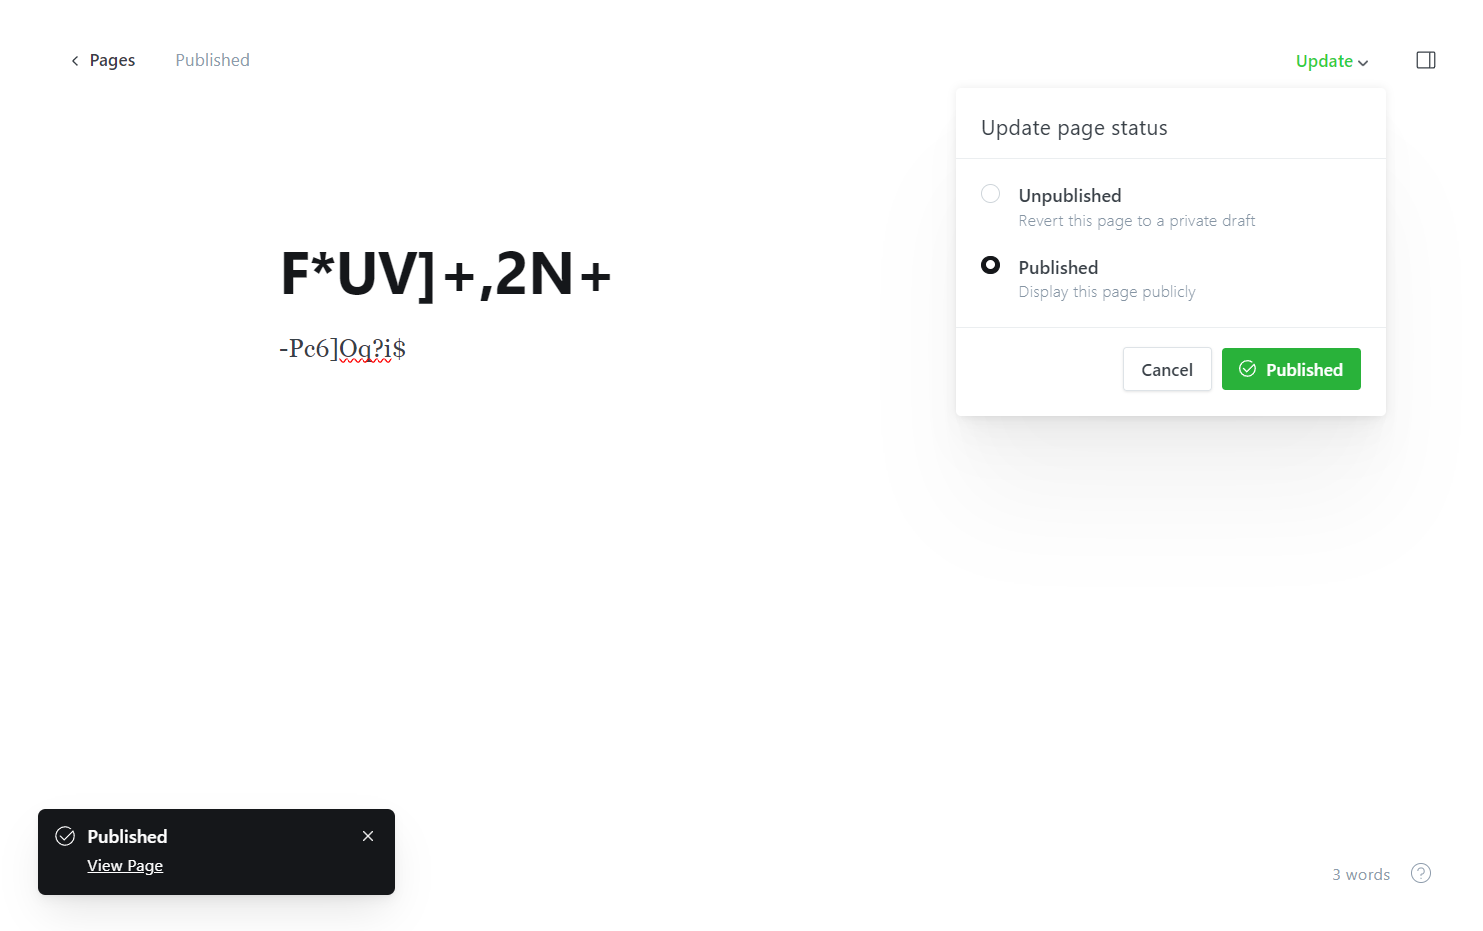 Pages
Published
Update
Update page status
Unpublished
Revert this page to a private draft
Published
Display this page publicly
Cancel
Published
F*UV]+,2N+
-Pc6]Oq?i$
Published
View Page
3 words